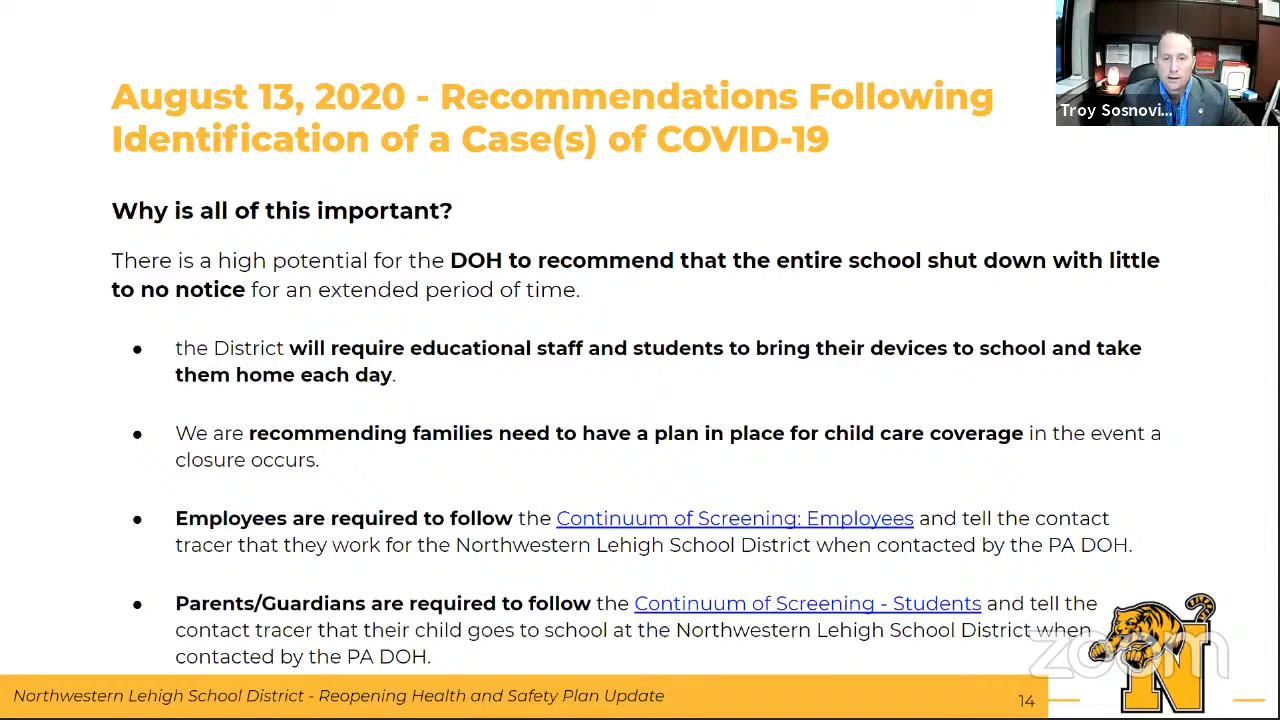 August 13, 2020 - Recommendations Following
Identification of a Case(s) of COVID-19
Troy Sosnovi...
Why is all of this important?
There is a high potential for the DOH to recommend that the entire school shut down with little
to no notice for an extended period of time.
● the District will require educational staff and students to bring their devices to school and take
them home each day.
● We are recommending families need to have a plan in place for child care coverage in the event a
closure occurs.
● Employees are required to follow the Continuum of Screening: Employees and tell the contact
tracer that they work for the Northwestern Lehigh School District when contacted by the PA DOH.
● Parents/Guardians are required to follow the Continuum of Screening - Students and tell the
contact tracer that their child goes to school at the Northwestern Lehigh School District when
contacted by the PA DOH.
zoom
N
Northwestern Lehigh School District - Reopening Health and Safety Plan Update
14